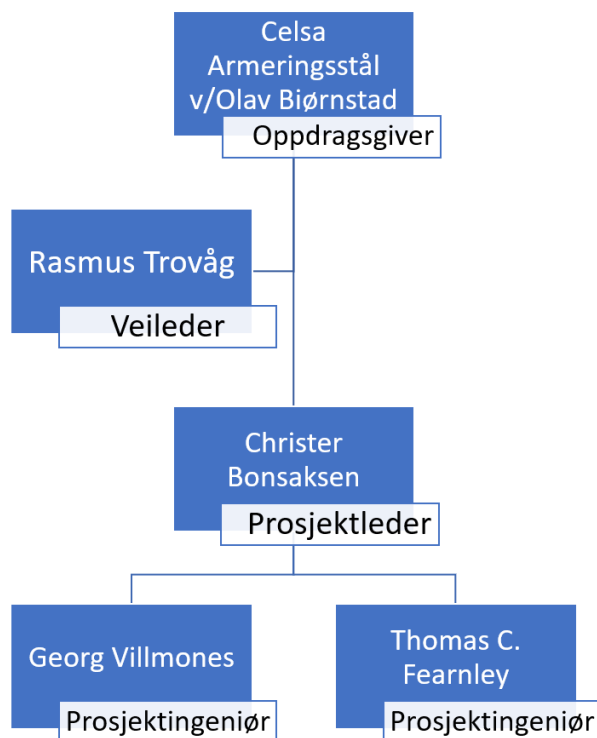 Celsa
Armeringsstål
v/Olav Biørnstad
Oppdragsgiver
Rasmus Trovåg
Veileder
Christer
Bonsaksen
Prosjektleder
Georg Villmones
Prosjektingeniør
Thomas C.
Fearnley
Prosjektingeniør